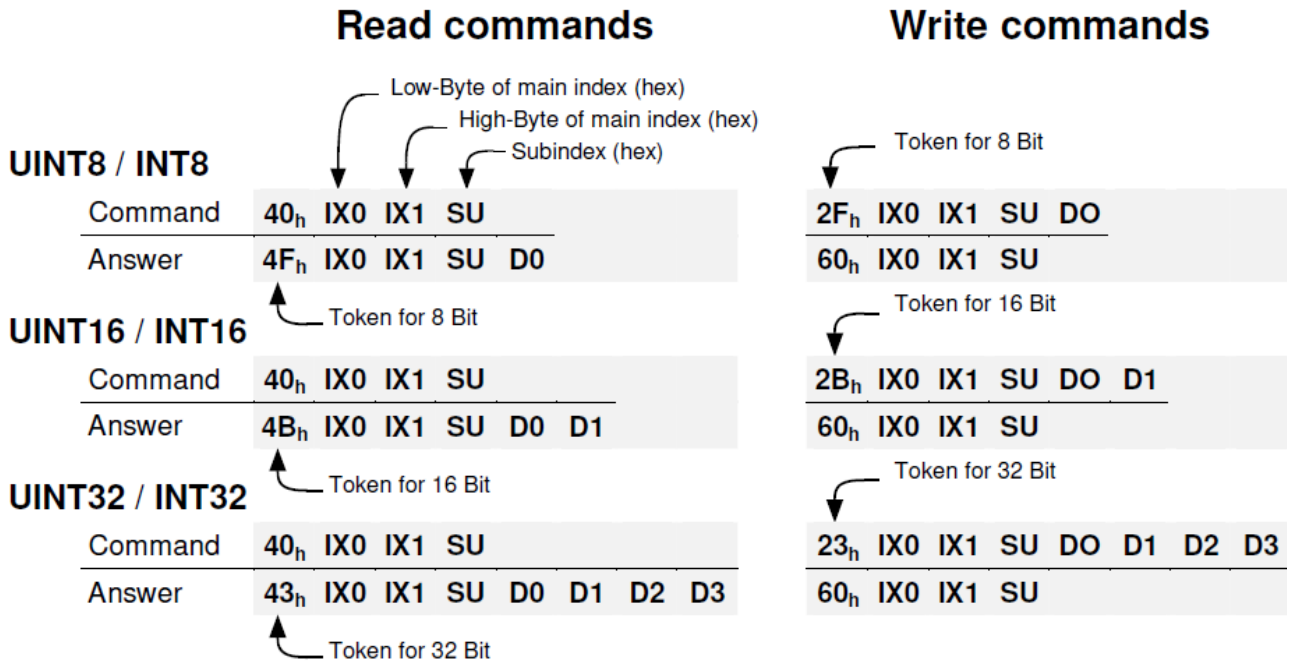 Read commands
Write commands
Low-Byte of main index (hex)
High-Byte of main index (hex)
Subindex (hex)
Token for 8 Bit
UINT8 / INT8
Command 40h IX0 IX1 SU
2Fh IX0 IX1 SU DO
Answer 4Fh IX0 IX1 SU D0
60h IX0 IX1 SU
Token for 8 Bit
Token for 16 Bit
UINT16 / INT16
Command 40h IX0 IX1 SU
2Bh IX0 IX1 SU DO D1
Answer 4Bh IX0 IX1 SU D0 D1
60h IX0 IX1 SU
Token for 16 Bit
Token for 32 Bit
UINT32 / INT32
Command 40h IX0 IX1 SU
23h IX0 IX1 SU DO D1 D2 D3
Answer 43h IX0 IX1 SU D0 D1 D2 D3
60h IX0 IX1 SU
Token for 32 Bit